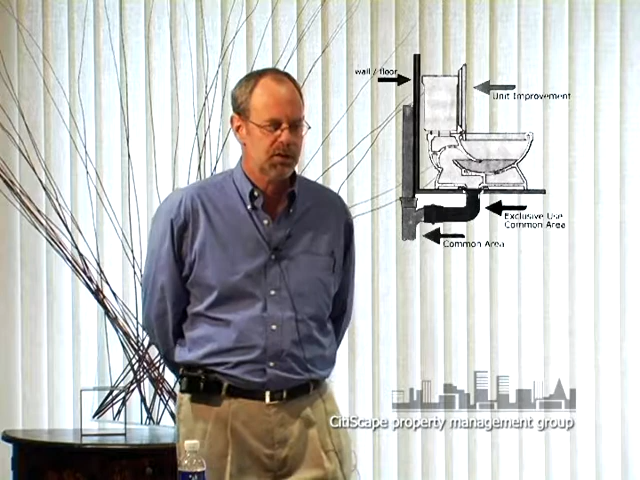 wall / floor
Unit Improvement
Exclusive Use
Common Area
Common Area
CitiScape property management group